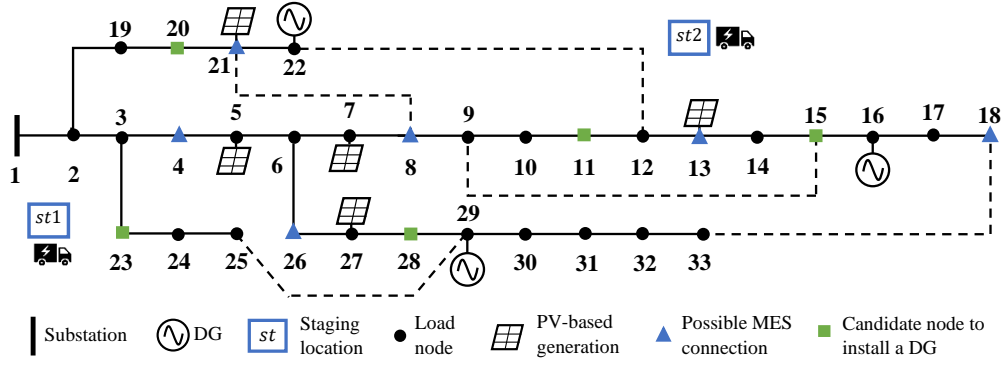 19 20 21 22 st2
1 2 3 4 5 6 7 8 9 10 11 12 13 14 15 16 17 18
st1
23 24 25 26 27 28 29 30 31 32 33
Substation
DG
st
Staging
location
Load
node
PV-based
generation
Possible MES
connection
Candidate node to
install a DG